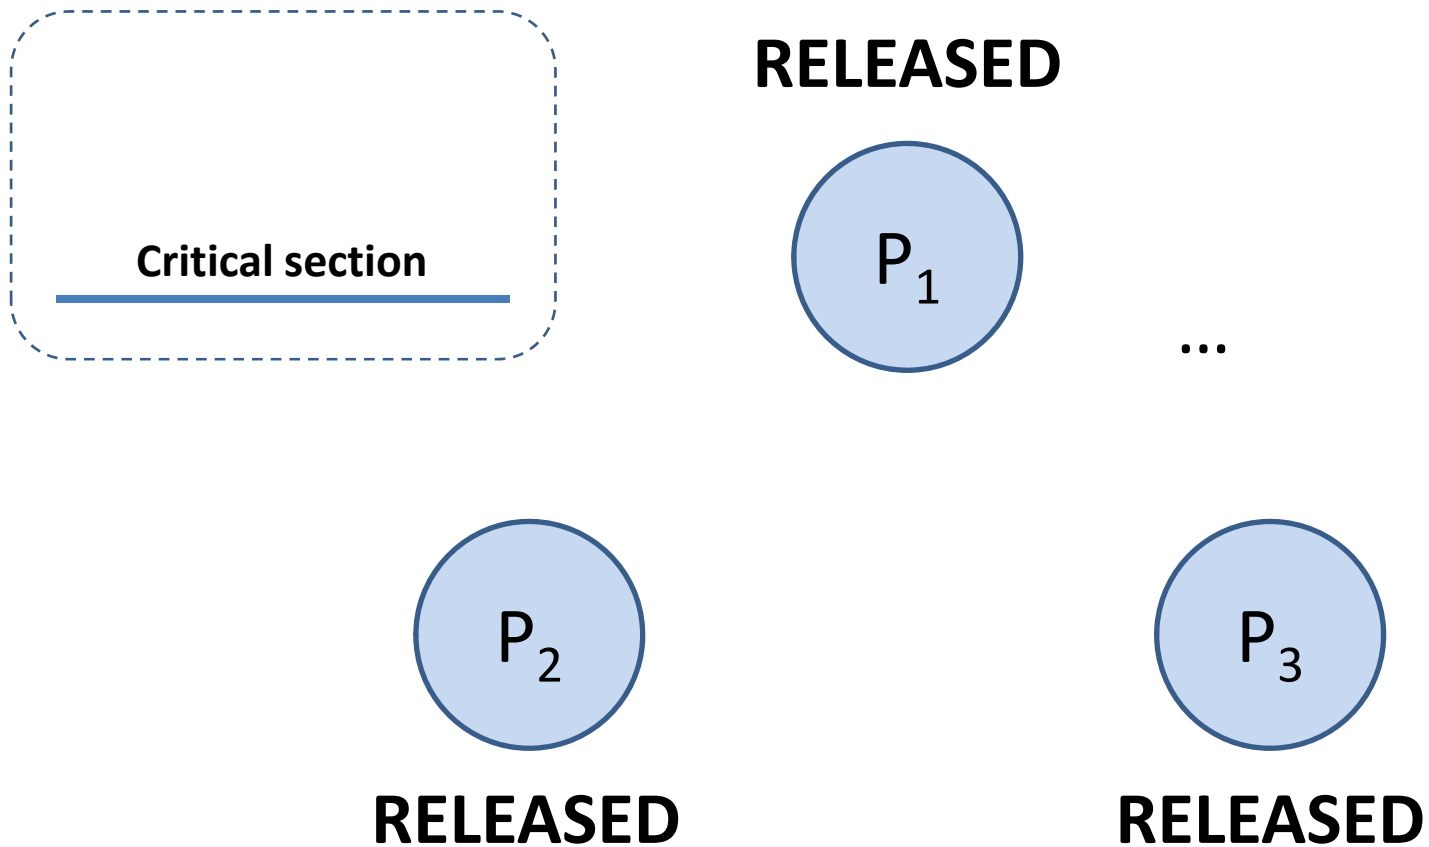 RELEASED
Critical section
P1
...
P2
P3
RELEASED
RELEASED